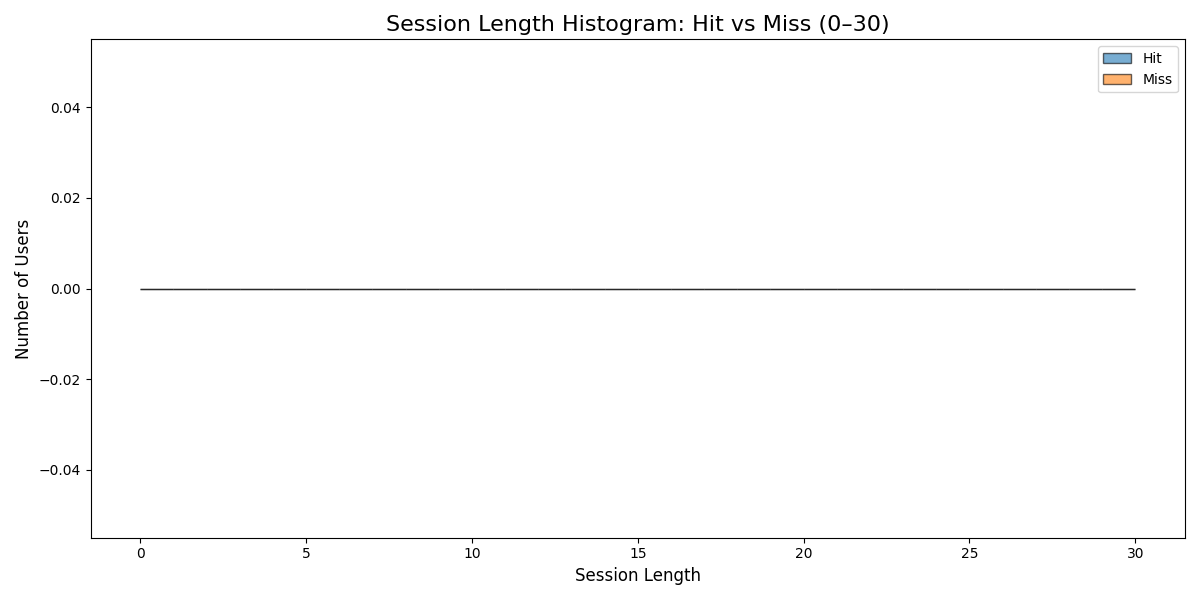 Session Length Histogram: Hit vs Miss (0–30)
Hit
Miss
Number of Users
0.04
0.02
0.00
−0.02
−0.04
0 5 10 15 20 25 30
Session Length